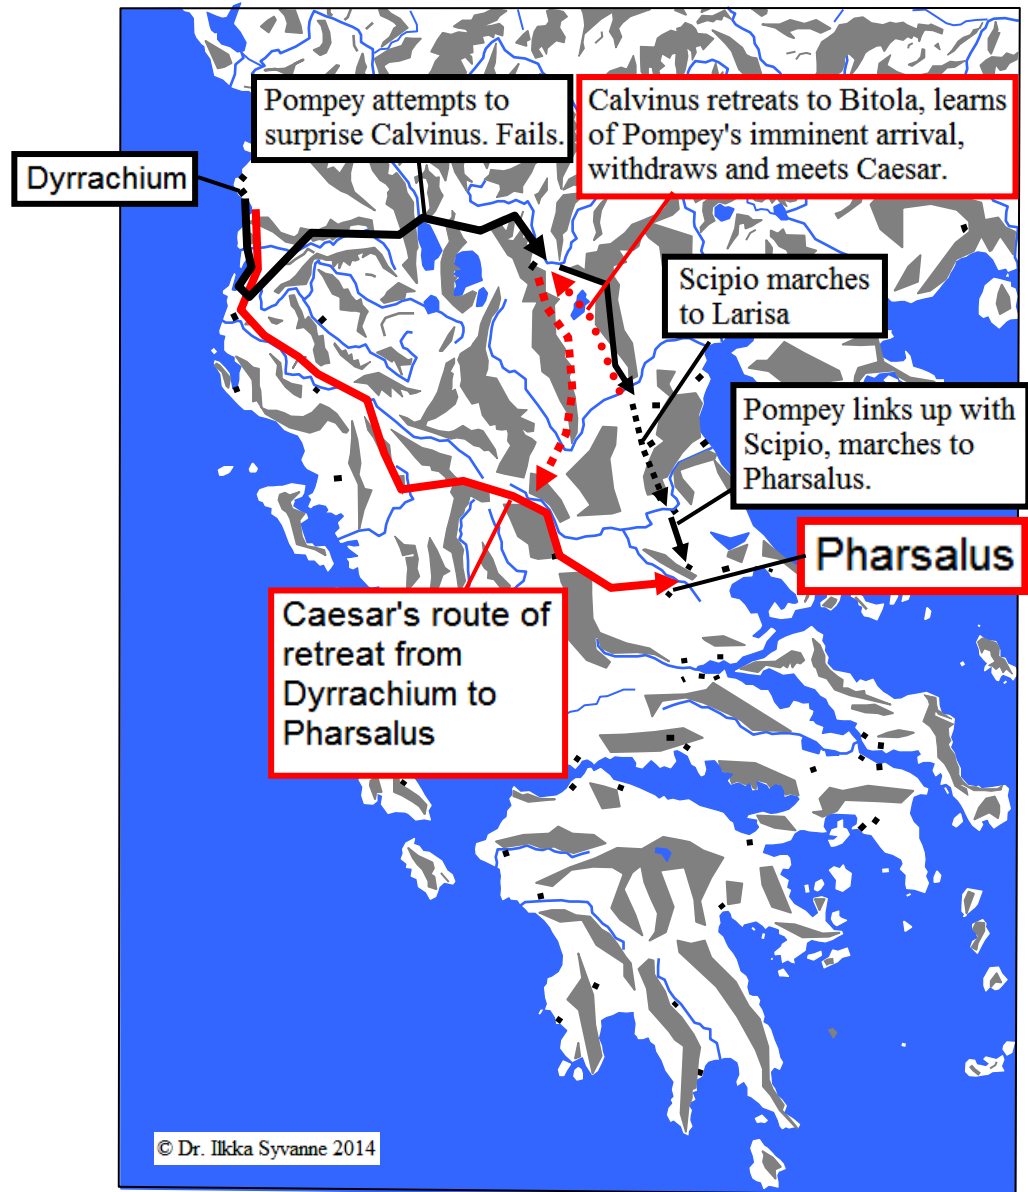 Pompey attempts to
surprise Calvinus. Fails.
Calvinus retreats to Bitola, learns
of Pompey's imminent arrival,
withdraws and meets Caesar.
Dyrrachium
Scipio marches
to Larisa
Pompey links up with
Scipio, marches to
Pharsalus.
Pharsalus
Caesar's route of
retreat from
Dyrrachium to
Pharsalus
© Dr. Ilkka Syvanne 2014